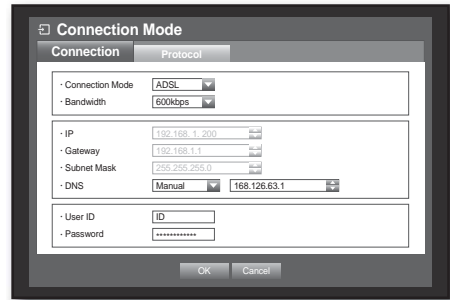 Connection Mode
Connection Protocol
· Connection Mode ADSL
· Bandwidth 600kbps
· IP 192.168. 1. 200
· Gateway 192.168.1.1
· Subnet Mask 255.255.255.0
· DNS Manual 168.126.63.1
· User ID ID
· Password ************
OK Cancel